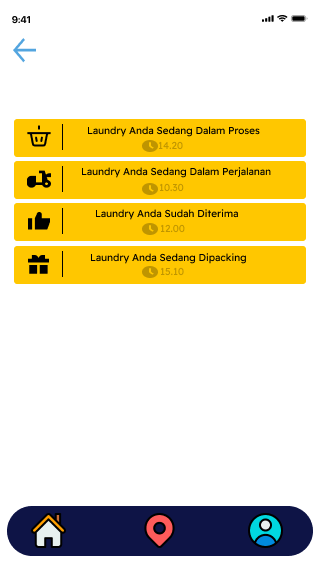 9:41
Laundry Anda Sedang Dalam Proses
14.20
Laundry Anda Sedang Dalam Perjalanan
10.30
Laundry Anda Sudah Diterima
12.00
Laundry Anda Sedang Dipacking
15.10